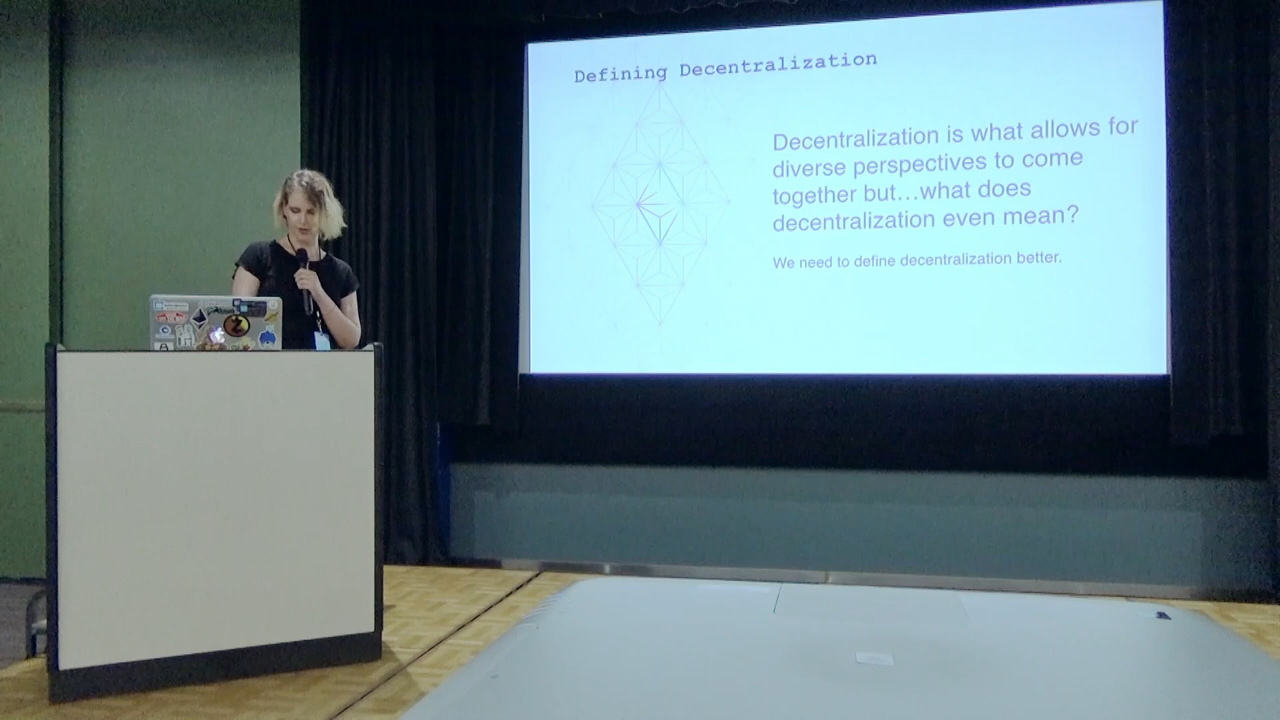 Defining Decentralization
Decentralization is what allows for
diverse perspectives to come
together but…what does
decentralization even mean?
We need to define decentralization better.